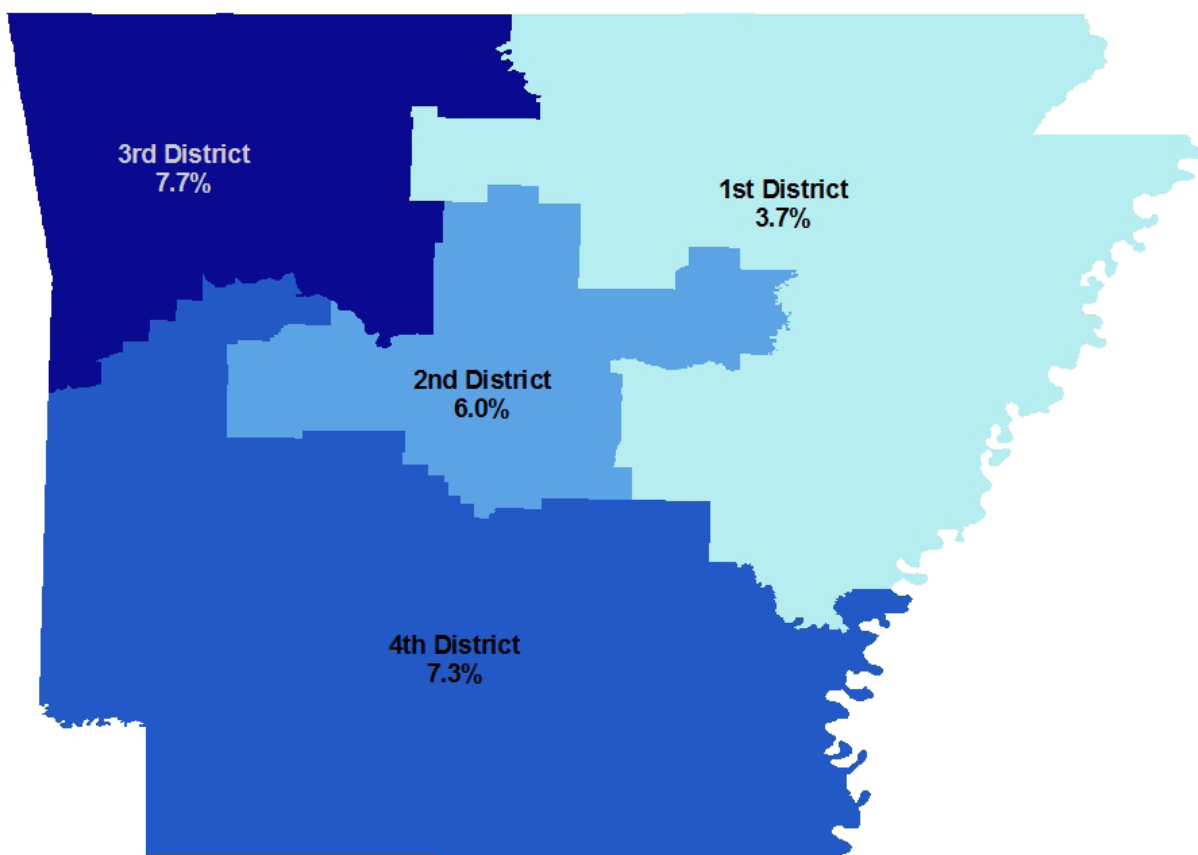 3rd District
7.7%
1st District
3.7%
2nd District
6.0%
4th District
7.3%